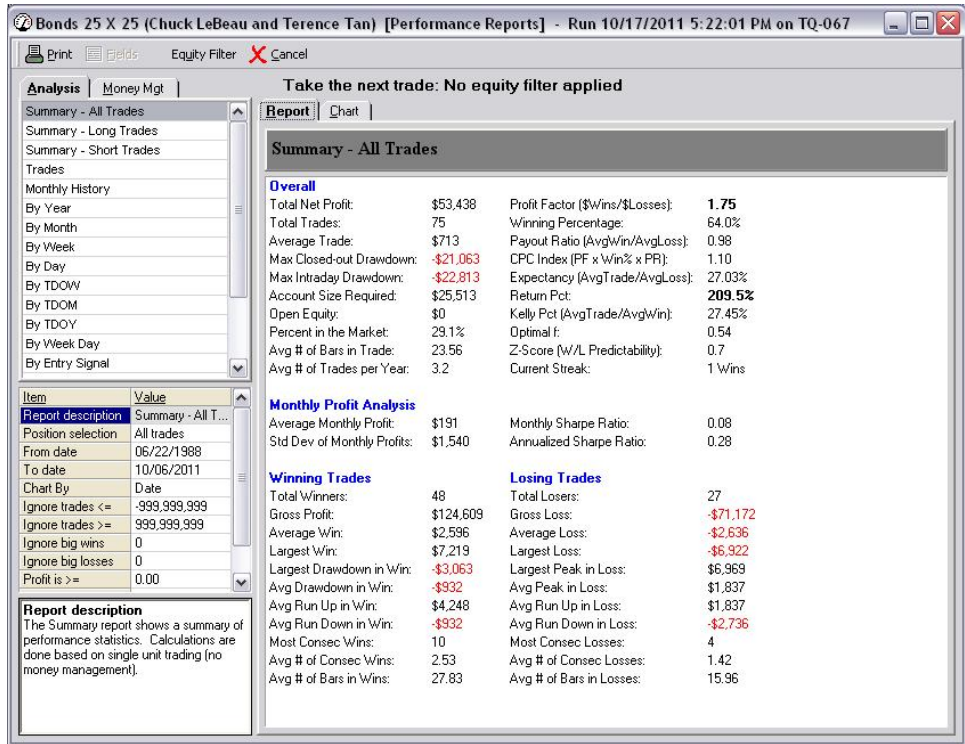 Bonds 25 X 25 (Chuck LeBeau and Terence Tan) [Performance Reports] - Run 10/17/2011 5:22:01 PM on TQ-067
Print Fields Equity Filter Cancel
Analysis Money Mgt
Summary - All Trades
Summary - Long Trades
Summary - Short Trades
Trades
Monthly History
By Year
By Month
By Week
By Day
By TDOW
By TDOM
By TDOY
By Week Day
By Entry Signal
Item Value
Report description Summary - All T...
Position selection All trades
From date 06/22/1988
To date 10/06/2011
Chart By Date
Ignore trades <= -999,999,999
Ignore trades >= 999,999,999
Ignore big wins 0
Ignore big losses 0
Profit is >= 0.00
Report description
The Summary report shows a summary of
performance statistics. Calculations are
done based on single unit trading (no
money management).
Take the next trade: No equity filter applied
Report Chart
Summary - All Trades
Overall
Total Net Profit: $53,438 Profit Factor ($Wins/$Losses): 1.75
Total Trades: 75 Winning Percentage: 64.0%
Average Trade: $713 Payout Ratio (AvgWin/AvgLoss): 0.98
Max Closed-out Drawdown: -$21,063 CPC Index (PF x Win% x PR): 1.10
Max Intraday Drawdown: -$22,813 Expectancy (AvgTrade/AvgLoss): 27.03%
Account Size Required: $25,513 Return Pct: 209.5%
Open Equity: $0 Kelly Pct (AvgTrade/AvgWin): 27.45%
Percent in the Market: 29.1% Optimal f: 0.54
Avg # of Bars in Trade: 23.56 Z-Score (W/L Predictability): 0.7
Avg # of Trades per Year: 3.2 Current Streak: 1 Wins
Monthly Profit Analysis
Average Monthly Profit: $191 Monthly Sharpe Ratio: 0.08
Std Dev of Monthly Profits: $1,540 Annualized Sharpe Ratio: 0.28
Winning Trades Losing Trades
Total Winners: 48 Total Losers: 27
Gross Profit: $124,609 Gross Loss: -$71,172
Average Win: $2,596 Average Loss: -$2,636
Largest Win: $7,219 Largest Loss: -$6,922
Largest Drawdown in Win: -$3,063 Largest Peak in Loss: $6,969
Avg Drawdown in Win: -$932 Avg Peak in Loss: $1,837
Avg Run Up in Win: $4,248 Avg Run Up in Loss: $1,837
Avg Run Down in Win: -$932 Avg Run Down in Loss: -$2,736
Most Consec Wins: 10 Most Consec Losses: 4
Avg # of Consec Wins: 2.53 Avg # of Consec Losses: 1.42
Avg # of Bars in Wins: 27.83 Avg # of Bars in Losses: 15.96